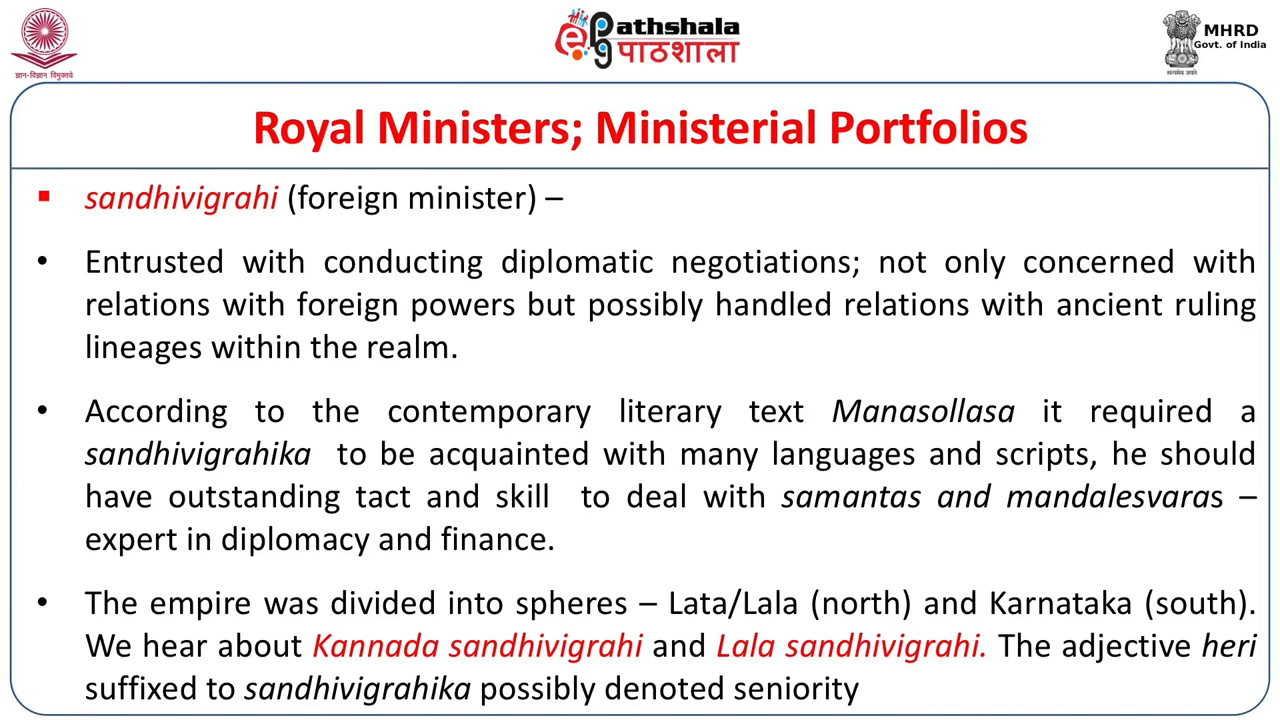 ज्ञान-विज्ञान विमुक्तये
ePG Pathshala
पाठशाला
MHRD
Govt. of India
सत्यमेव जयते
Royal Ministers; Ministerial Portfolios
sandhivigrahi (foreign minister) –
• Entrusted with conducting diplomatic negotiations; not only concerned with
relations with foreign powers but possibly handled relations with ancient ruling
lineages within the realm.
• According to the contemporary literary text Manasollasa it required a
sandhivigrahika to be acquainted with many languages and scripts, he should
have outstanding tact and skill to deal with samantas and mandalesvaras –
expert in diplomacy and finance.
• The empire was divided into spheres – Lata/Lala (north) and Karnataka (south).
We hear about Kannada sandhivigrahi and Lala sandhivigrahi. The adjective heri
suffixed to sandhivigrahika possibly denoted seniority